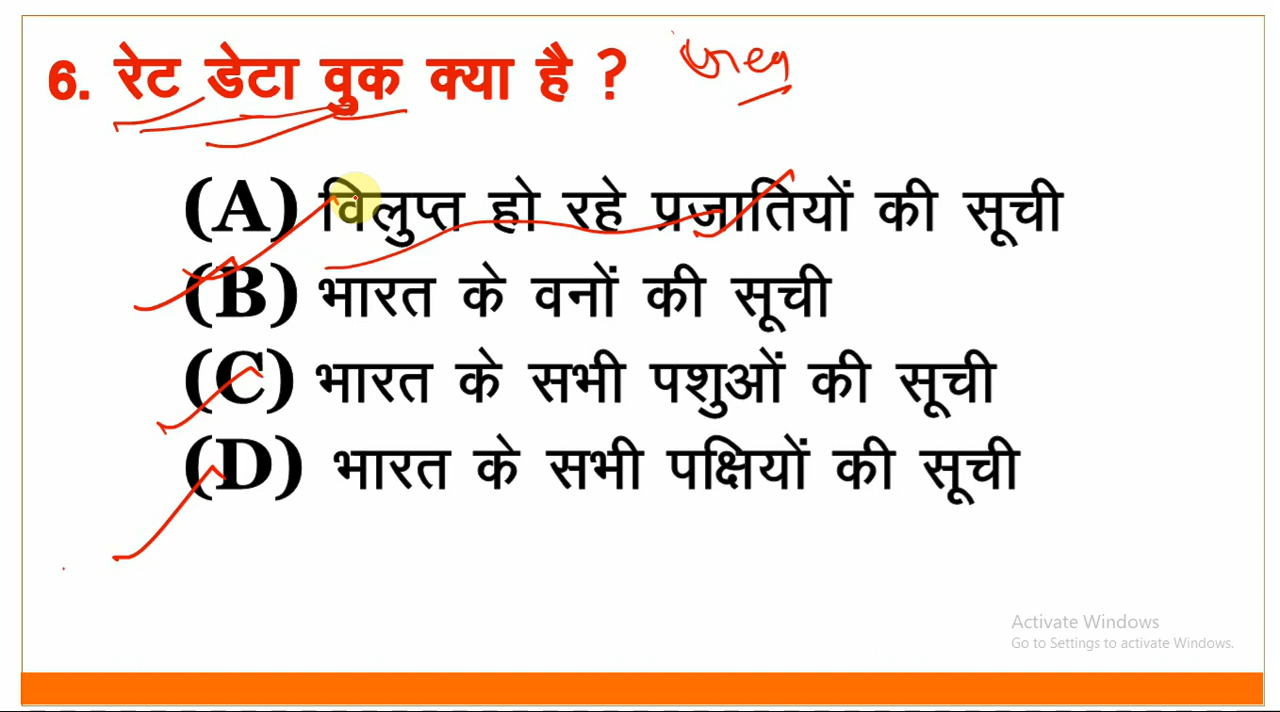 6. रेट डेटा वुक क्या है ?
(A) विलुप्त हो रहे प्रजातियों की सूची
(B) भारत के वनों की सूची
(C) भारत के सभी पशुओं की सूची
(D) भारत के सभी पक्षियों की सूची
Activate Windows
Go to Settings to activate Windows.